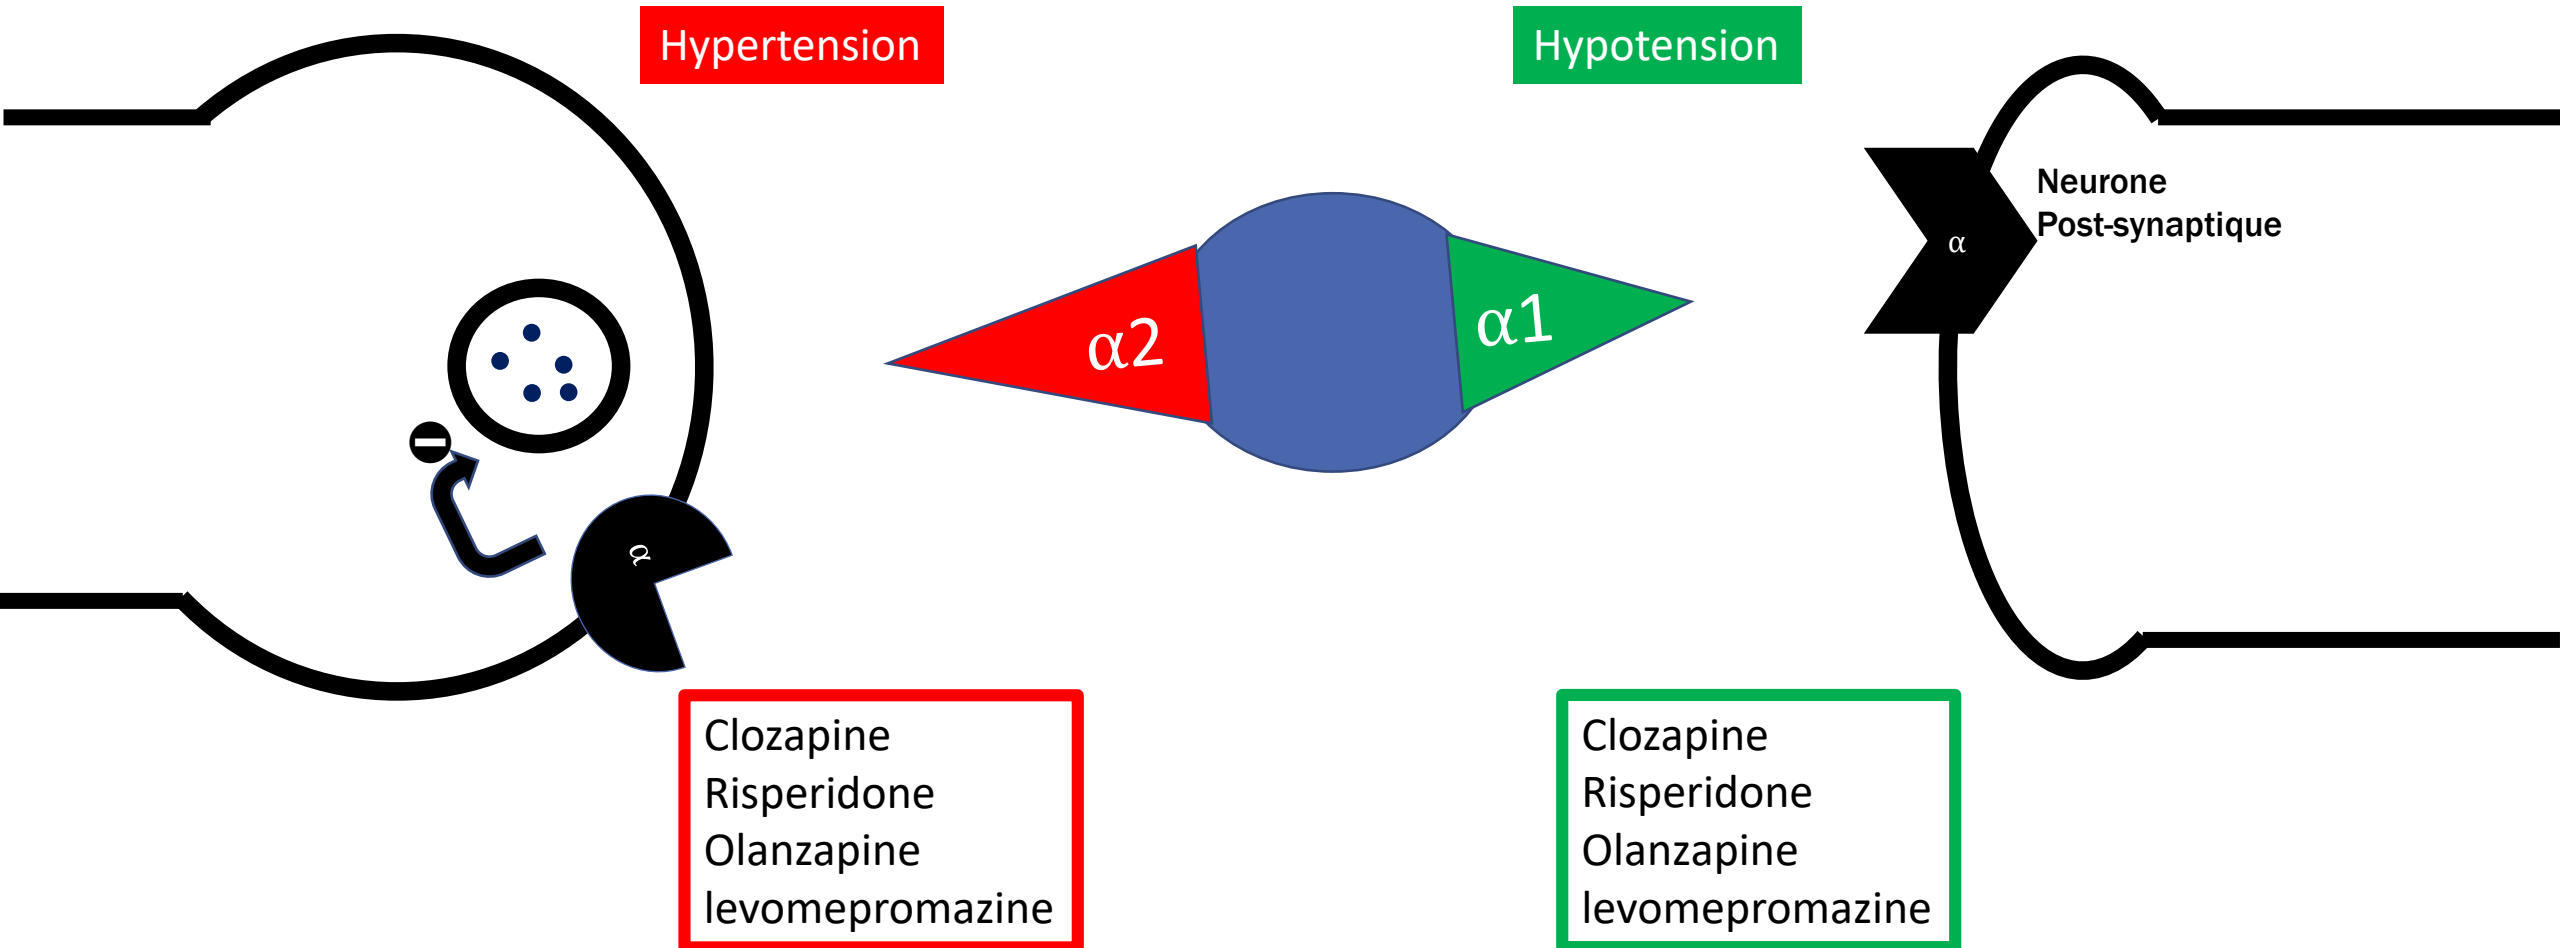 Hypertension
Hypotension
Neurone
Post-synaptique
α
α2
α1
α
Clozapine
Risperidone
Olanzapine
levomepromazine
Clozapine
Risperidone
Olanzapine
levomepromazine